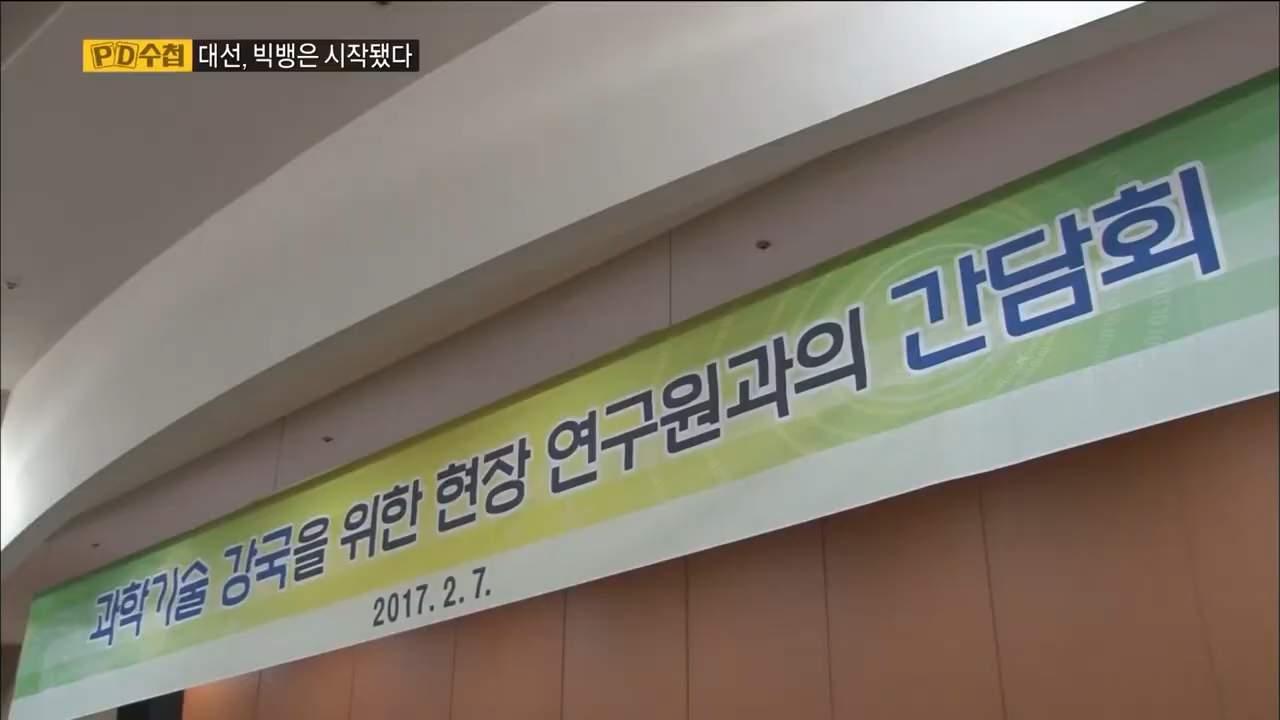 PD수첩 대선, 빅뱅은 시작됐다
과학기술 강국을 위한 현장 연구원과의 간담회
2017. 2. 7.